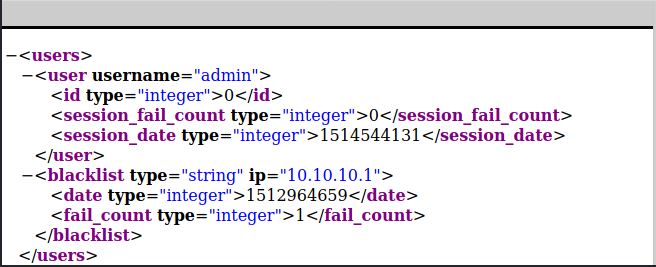 −<users>
−<user username="admin">
<id type="integer">0</id>
<session_fail_count type="integer">0</session_fail_count>
<session_date type="integer">1514544131</session_date>
</user>
−<blacklist type="string" ip="10.10.10.1">
<date type="integer">1512964659</date>
<fail_count type="integer">1</fail_count>
</blacklist>
</users>